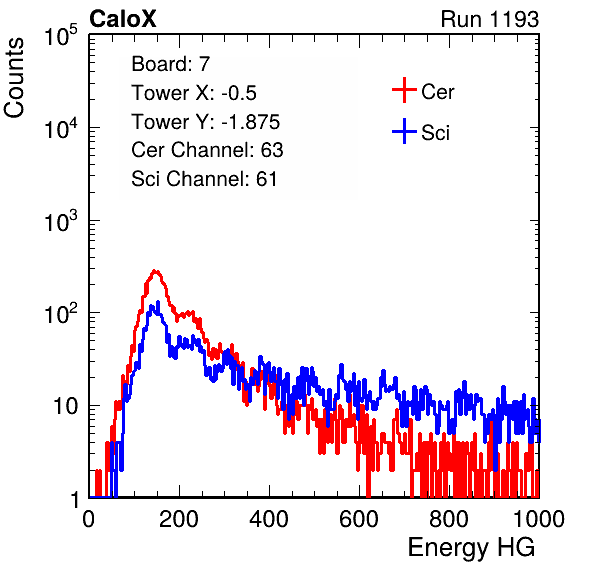 CaloX Run 1193
Counts
Board: 7
Tower X: -0.5
Tower Y: -1.875
Cer Channel: 63
Sci Channel: 61
Cer
Sci
10^5
10^4
10^3
10^2
10
1
0 200 400 600 800 1000
Energy HG